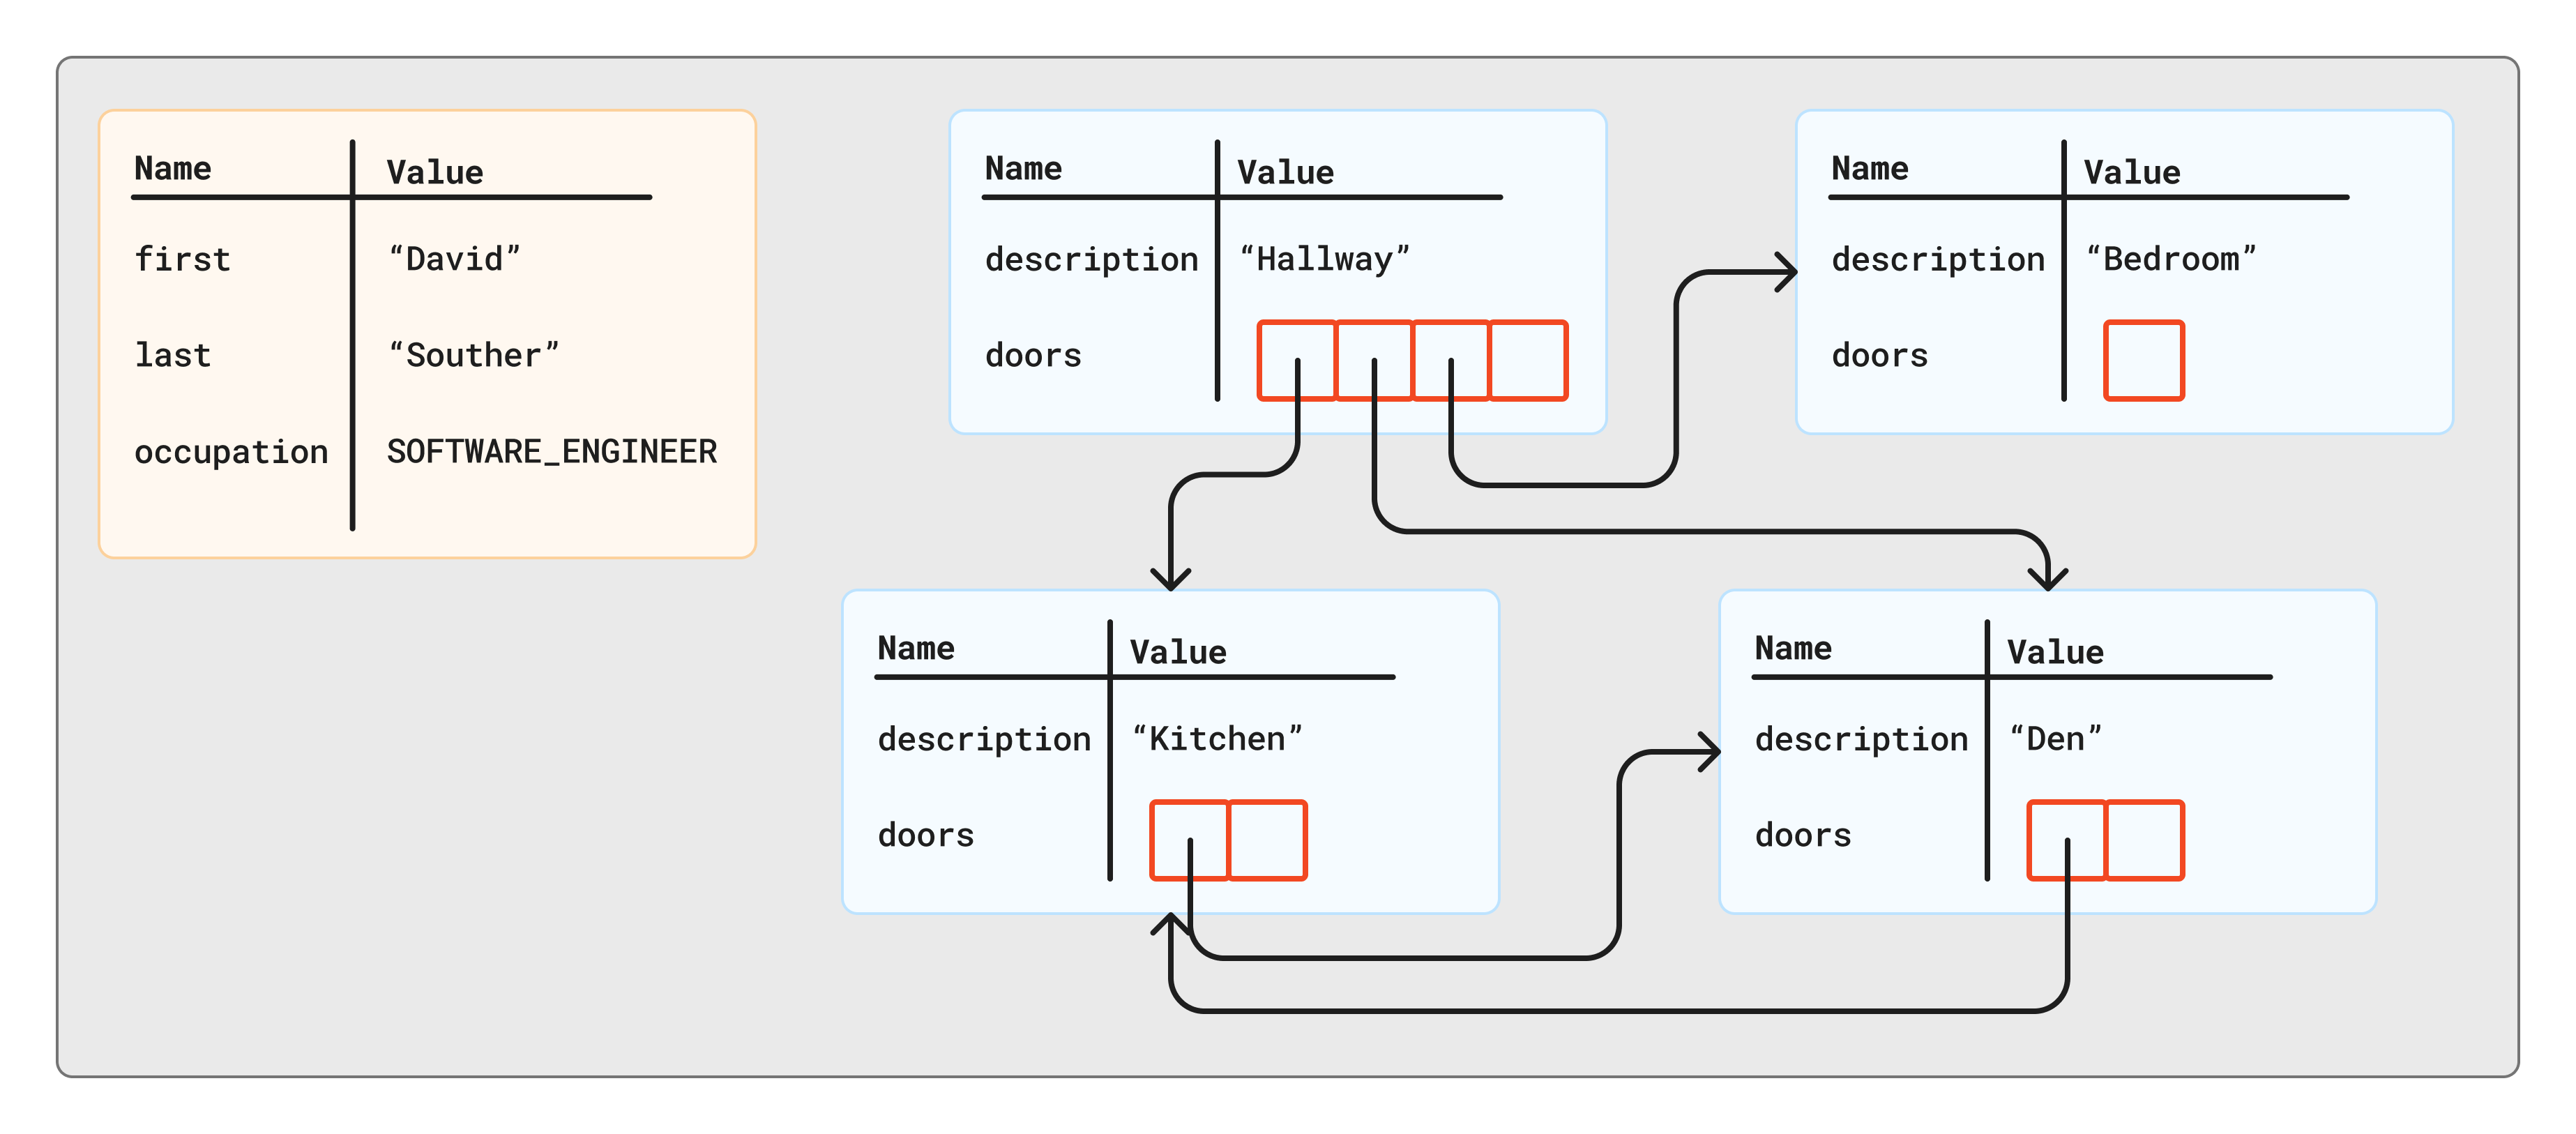 Name Value
first “David”
last “Souther”
occupation SOFTWARE_ENGINEER
Name Value
description “Hallway”
doors
Name Value
description “Bedroom”
doors
Name Value
description “Kitchen”
doors
Name Value
description “Den”
doors